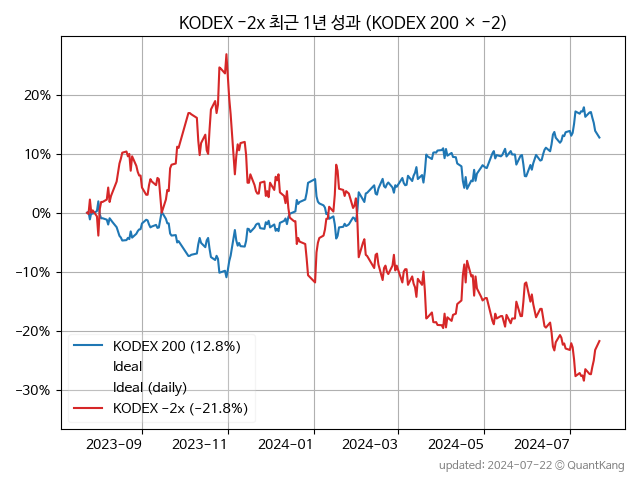 KODEX -2x 최근 1년 성과 (KODEX 200 × -2)
20%
10%
0%
-10%
-20%
-30%
KODEX 200 (12.8%)
Ideal
Ideal (daily)
KODEX -2x (-21.8%)
2023-09 2023-11 2024-01 2024-03 2024-05 2024-07
updated: 2024-07-22 © QuantKang